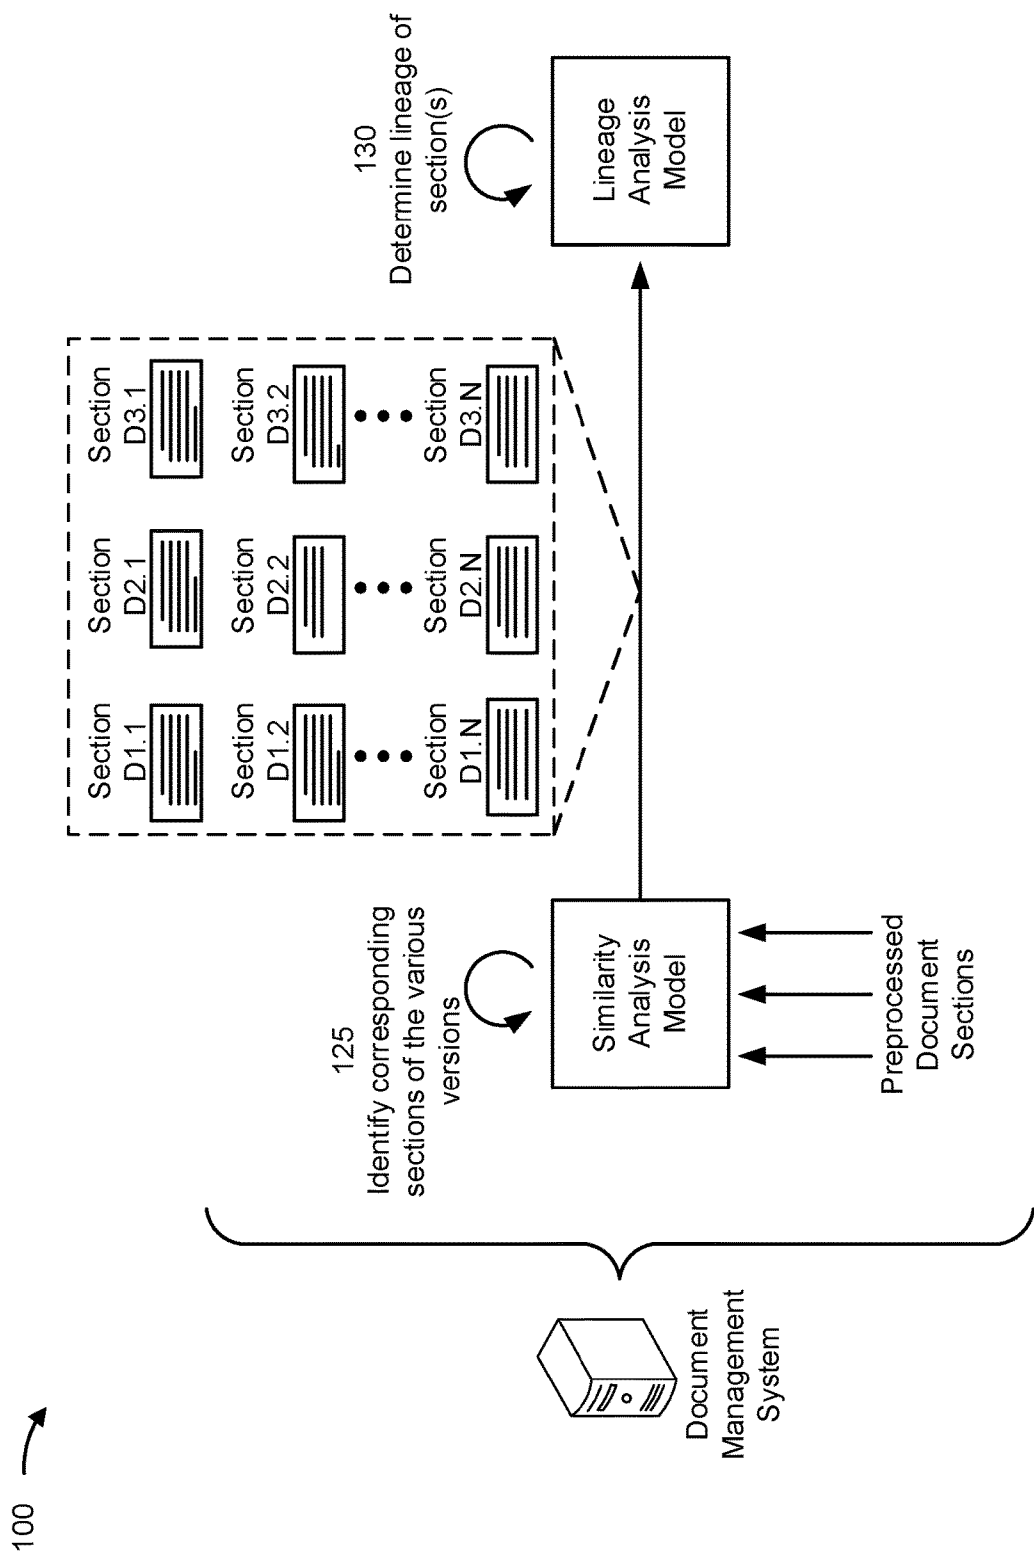 100
Document
Management
System
125
Identify corresponding
sections of the various
versions
Similarity
Analysis
Model
Preprocessed
Document
Sections
Section
D1.1
Section
D2.1
Section
D3.1
Section
D1.2
Section
D2.2
Section
D3.2
Section
D1.N
Section
D2.N
Section
D3.N
130
Determine lineage of
section(s)
Lineage
Analysis
Model